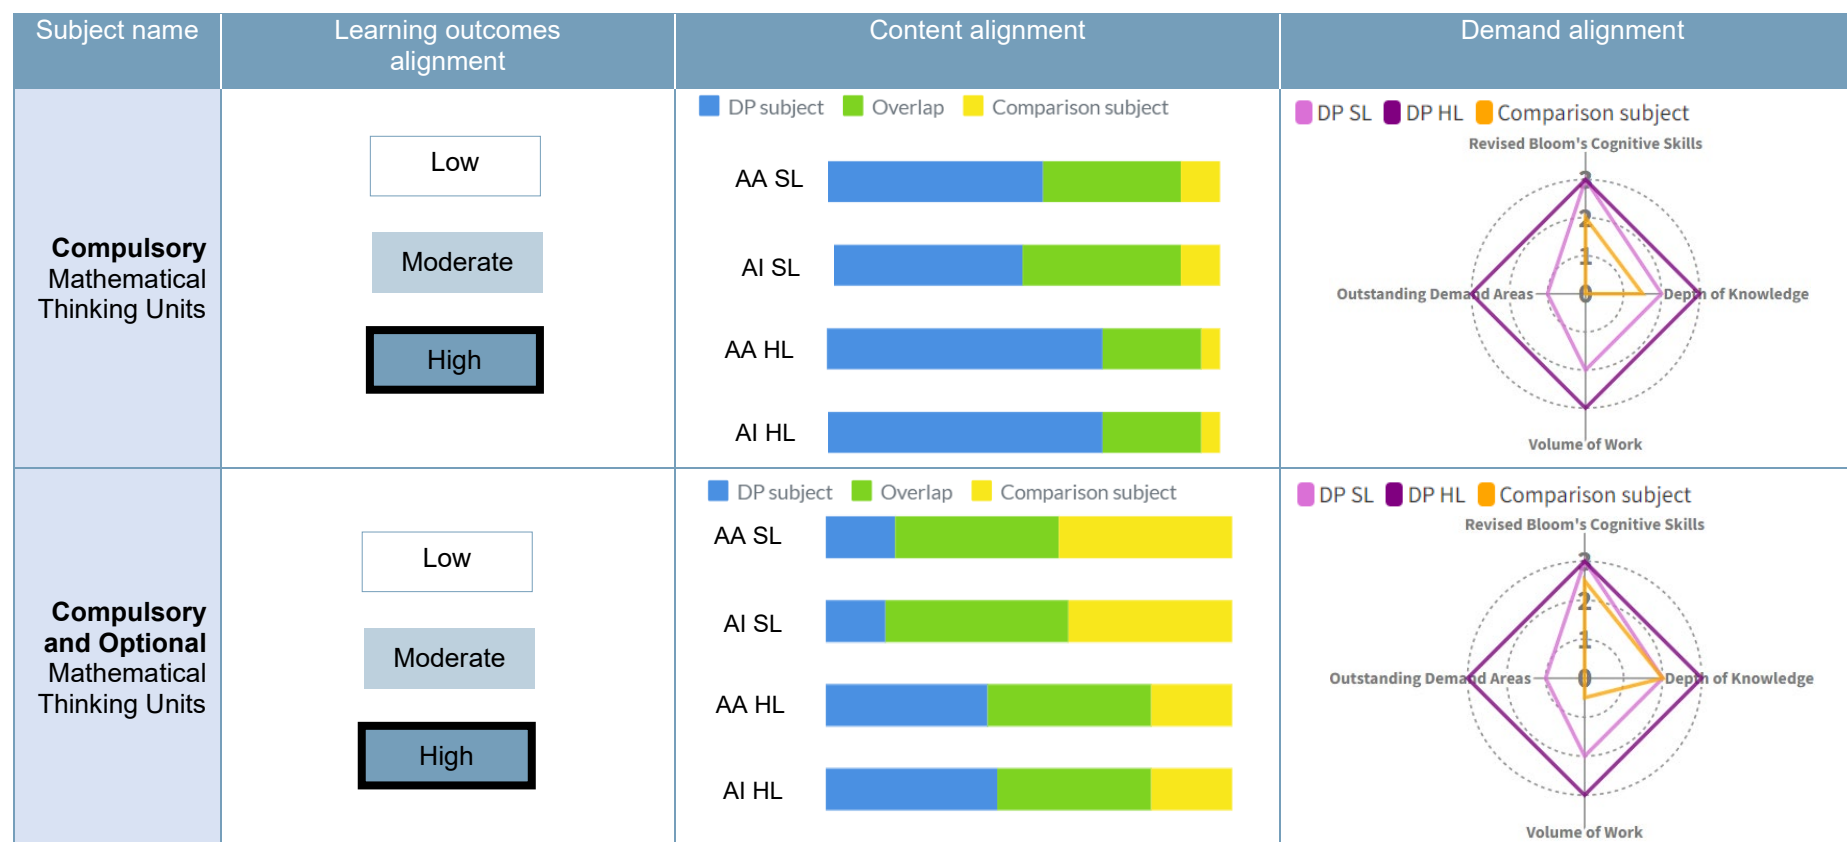 Subject name
Learning outcomes
alignment
Content alignment
Demand alignment
Compulsory
Mathematical
Thinking Units
Low
Moderate
High
DP subject Overlap Comparison subject
AA SL
AI SL
AA HL
AI HL
DP SL DP HL Comparison subject
Revised Bloom's Cognitive Skills
3
2
1
Outstanding Demand Areas 0 Depth of Knowledge
Volume of Work
Compulsory
and Optional
Mathematical
Thinking Units
Low
Moderate
High
DP subject Overlap Comparison subject
AA SL
AI SL
AA HL
AI HL
DP SL DP HL Comparison subject
Revised Bloom's Cognitive Skills
3
2
1
Outstanding Demand Areas 0 Depth of Knowledge
Volume of Work